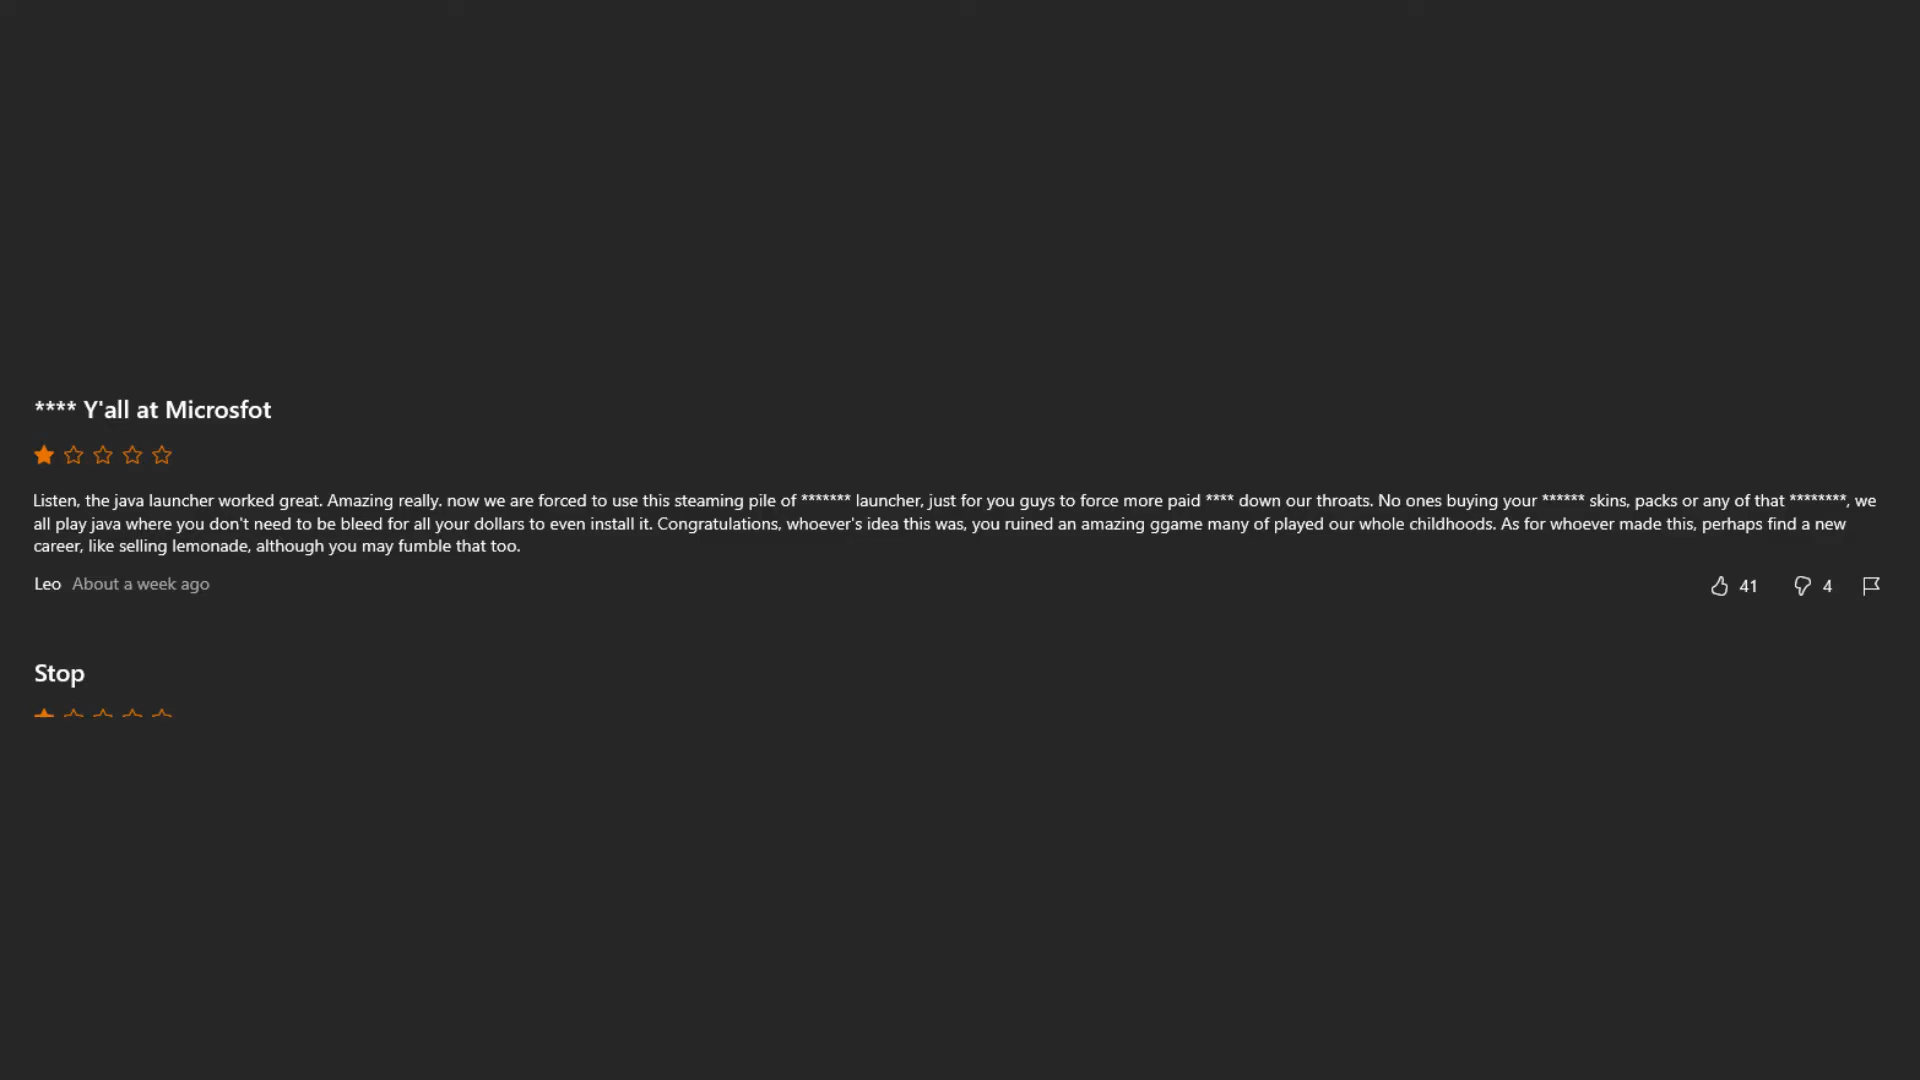 **** Y'all at Microsfot
Listen, the java launcher worked great. Amazing really. now we are forced to use this steaming pile of ******* launcher, just for you guys to force more paid **** down our throats. No ones buying your ****** skins, packs or any of that ********, we
all play java where you don't need to be bleed for all your dollars to even install it. Congratulations, whoever's idea this was, you ruined an amazing ggame many of played our whole childhoods. As for whoever made this, perhaps find a new
career, like selling lemonade, although you may fumble that too.
Leo About a week ago 41 4
Stop